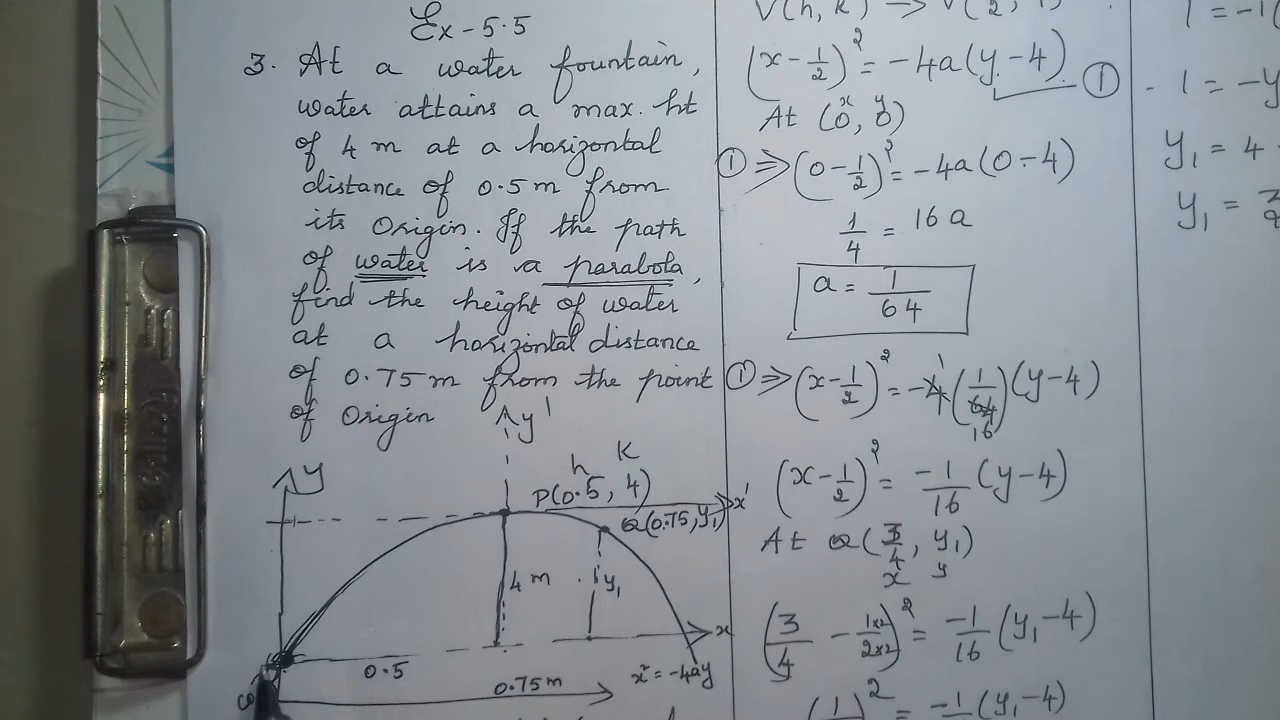 Ex - 5.5
3. At a water fountain,
water attains a max. ht
of 4 m at a horizontal
distance of 0.5 m from
its Origin. If the path
of water is a parabola,
find the height of water
at a horizontal distance
of 0.75 m from the point
of Origin
y'
y
h K
P(0.5, 4)
x'
Q(0.75, y₁)
4 m
y₁
x
0.5
0.75 m
x² = -4ay
(x - 1/2)² = -4a(y - 4) ①
x y
At (0, 0)
① ⇒ (0 - 1/2)² = -4a(0 - 4)
1/4 = 16 a
a = 1/64
① ⇒ (x - 1/2)² = -4(1/64)(y - 4)
1
16
(x - 1/2)² = -1/16 (y - 4)
At Q(3/4, y₁)
x y
(3/4 - 1×2/2×2)² = -1/16 (y₁ - 4)
y₁ = 4